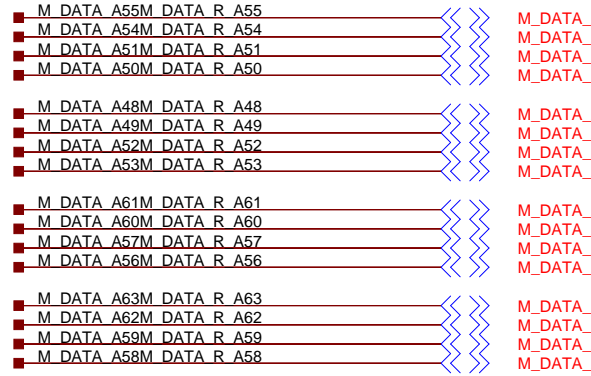 M_DATA_A55M_DATA_R_A55 M_DATA_
M_DATA_A54M_DATA_R_A54 M_DATA_
M_DATA_A51M_DATA_R_A51 M_DATA_
M_DATA_A50M_DATA_R_A50 M_DATA_
M_DATA_A48M_DATA_R_A48 M_DATA_
M_DATA_A49M_DATA_R_A49 M_DATA_
M_DATA_A52M_DATA_R_A52 M_DATA_
M_DATA_A53M_DATA_R_A53 M_DATA_
M_DATA_A61M_DATA_R_A61 M_DATA_
M_DATA_A60M_DATA_R_A60 M_DATA_
M_DATA_A57M_DATA_R_A57 M_DATA_
M_DATA_A56M_DATA_R_A56 M_DATA_
M_DATA_A63M_DATA_R_A63 M_DATA_
M_DATA_A62M_DATA_R_A62 M_DATA_
M_DATA_A59M_DATA_R_A59 M_DATA_
M_DATA_A58M_DATA_R_A58 M_DATA_